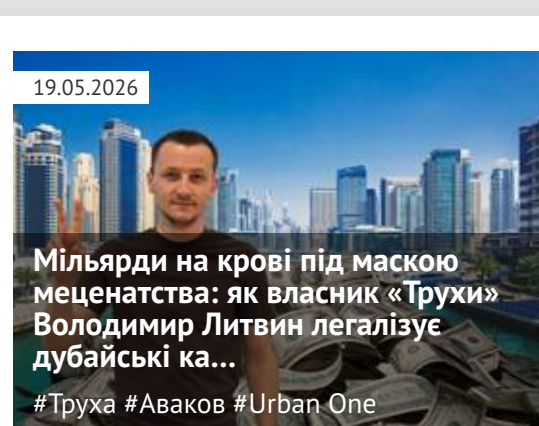 19.05.2026
Мільярди на крові під маскою
меценатства: як власник «Трухи»
Володимир Литвин легалізує
дубайські ка...
#Труха #Аваков #Urban One